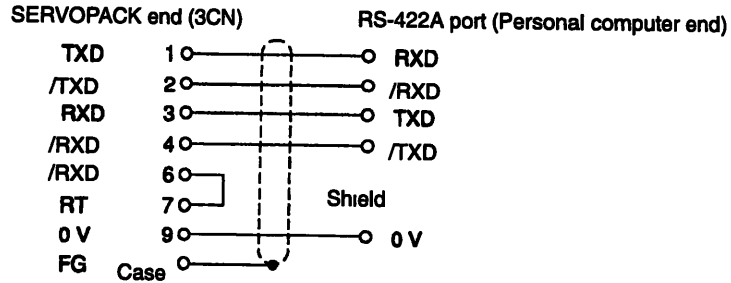 SERVOPACK end (3CN) RS-422A port (Personal computer end)
TXD 1 RXD
/TXD 2 /RXD
RXD 3 TXD
/RXD 4 /TXD
/RXD 6
RT 7 Shield
0 V 9 0 V
FG Case